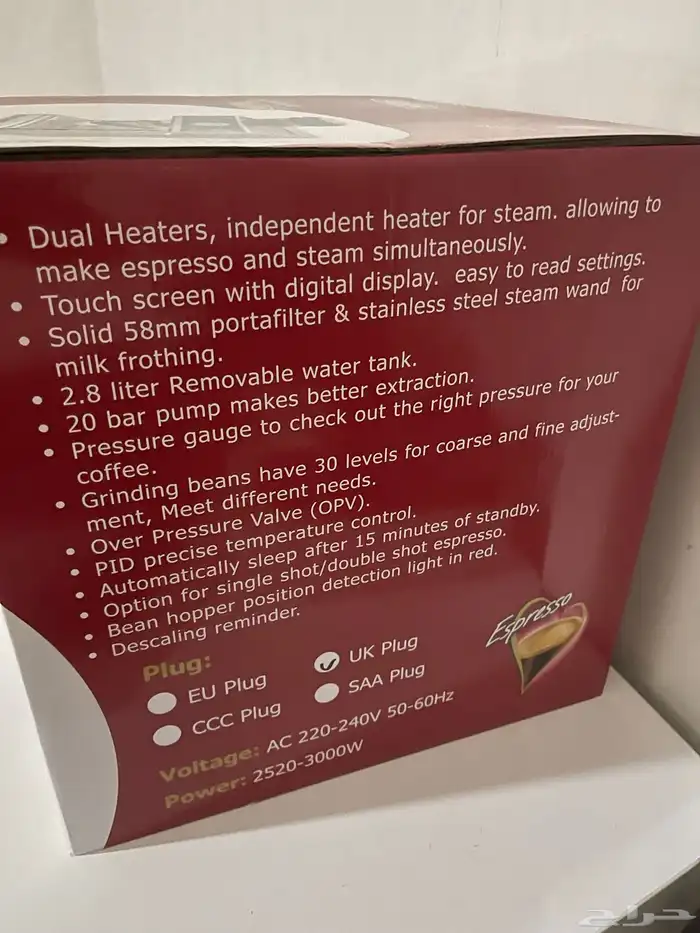 • Dual Heaters, independent heater for steam. allowing to
make espresso and steam simultaneously.
• Touch screen with digital display. easy to read settings.
• Solid 58mm portafilter & stainless steel steam wand for
milk frothing.
• 2.8 liter Removable water tank.
• 20 bar pump makes better extraction.
• Pressure gauge to check out the right pressure for your
coffee.
• Grinding beans have 30 levels for coarse and fine adjust-
ment, Meet different needs.
• Over Pressure Valve (OPV).
• PID precise temperature control.
• Automatically sleep after 15 minutes of standby.
• Option for single shot/double shot espresso.
• Bean hopper position detection light in red.
• Descaling reminder.
Espresso
Plug:
EU Plug
UK Plug
CCC Plug
SAA Plug
Voltage: AC 220-240V 50-60Hz
Power: 2520-3000W
حراج